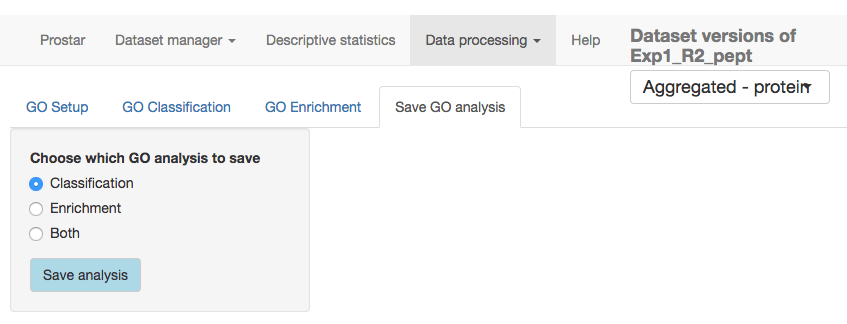 Prostar Dataset manager Descriptive statistics Data processing Help
Dataset versions of
Exp1_R2_pept
Aggregated - protein
GO Setup GO Classification GO Enrichment Save GO analysis
Choose which GO analysis to save
Classification
Enrichment
Both
Save analysis